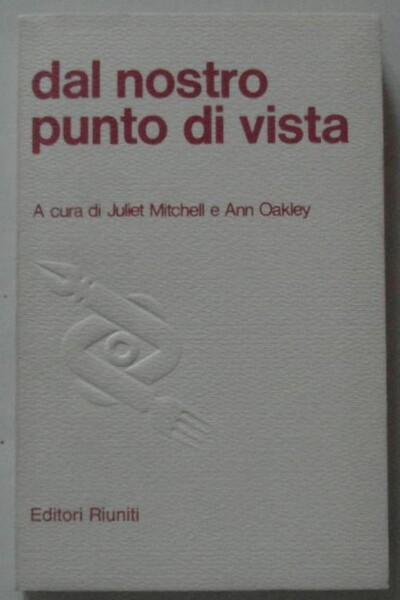 dal nostro
punto di vista
A cura di Juliet Mitchell e Ann Oakley
Editori Riuniti